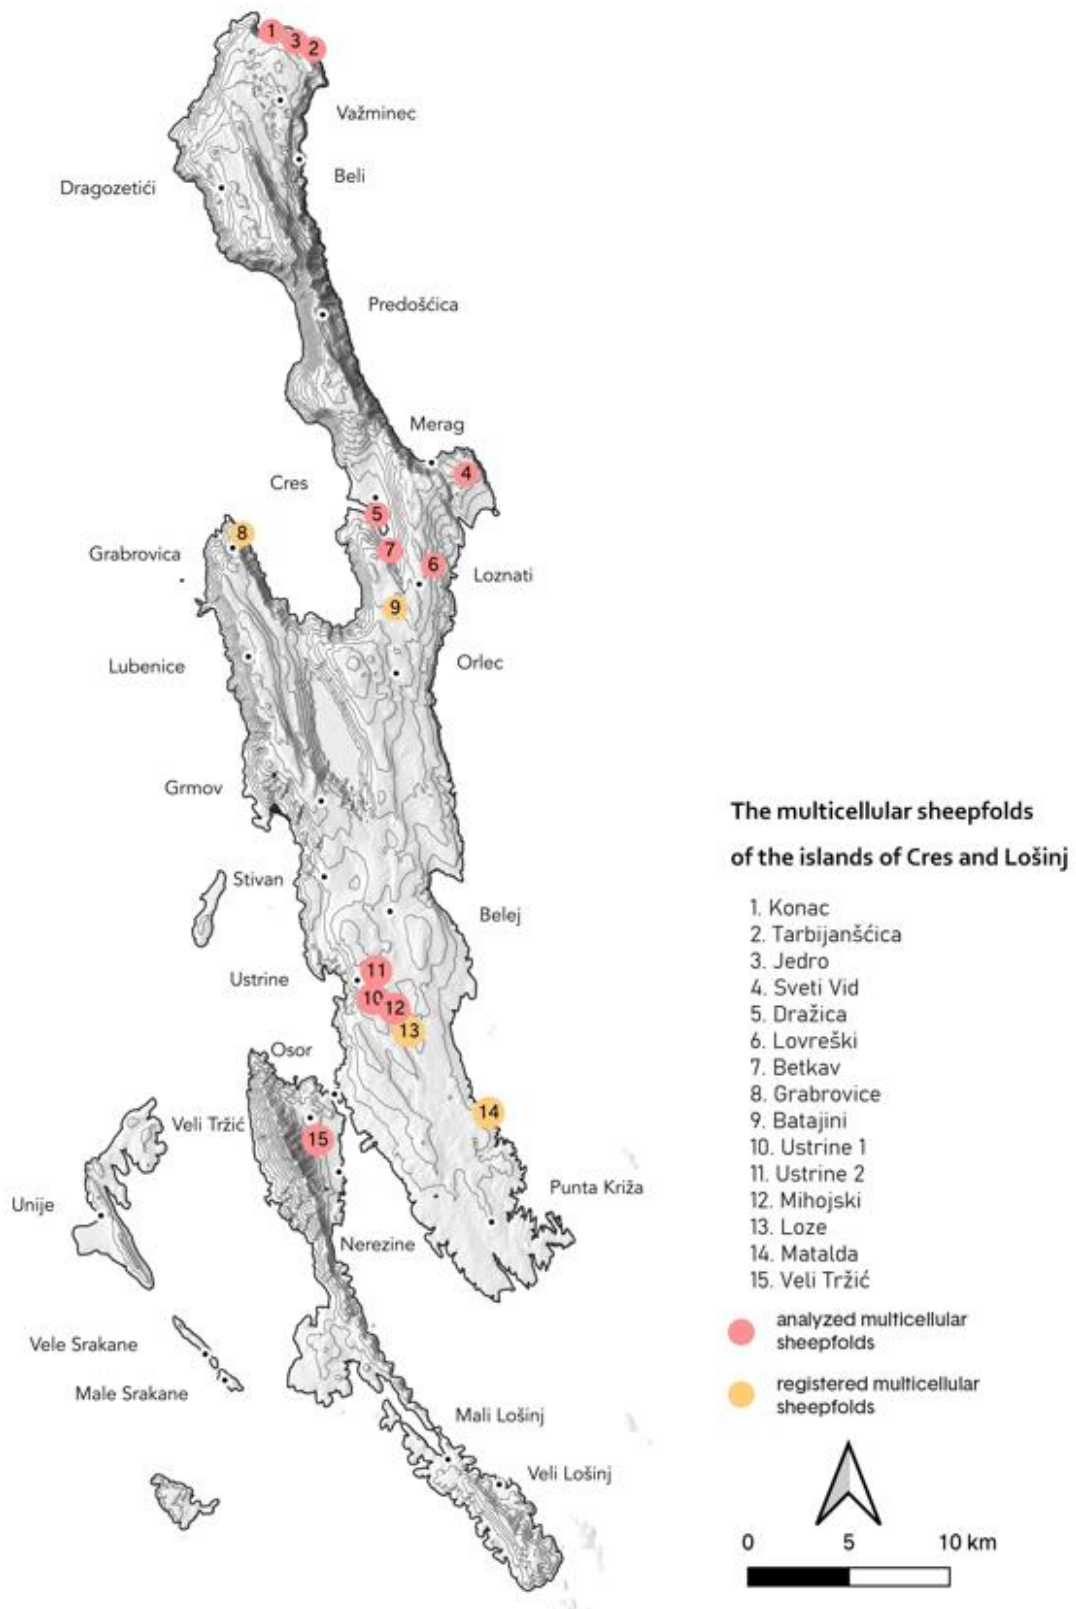 1
3
2
Važminec
Beli
Dragozetići
Predošćica
Merag
4
Cres
5
8
7
Grabrovica
6
Loznati
9
Lubenice
Orlec
Grmov
The multicellular sheepfolds
of the islands of Cres and Lošinj
Stivan
1. Konac
Belej
2. Tarbijanšćica
3. Jedro
11
Ustrine
4. Sveti Vid
10
12
5. Dražica
13
6. Lovreški
Osor
7. Betkav
8. Grabrovice
14
Veli Tržić
9. Batajini
15
10. Ustrine 1
11. Ustrine 2
Punta Križa
12. Mihojski
Unije
13. Loze
Nerezine
14. Matalda
15. Veli Tržić
analyzed multicellular
sheepfolds
Vele Srakane
registered multicellular
sheepfolds
Male Srakane
Mali Lošinj
Veli Lošinj
0 5 10 km